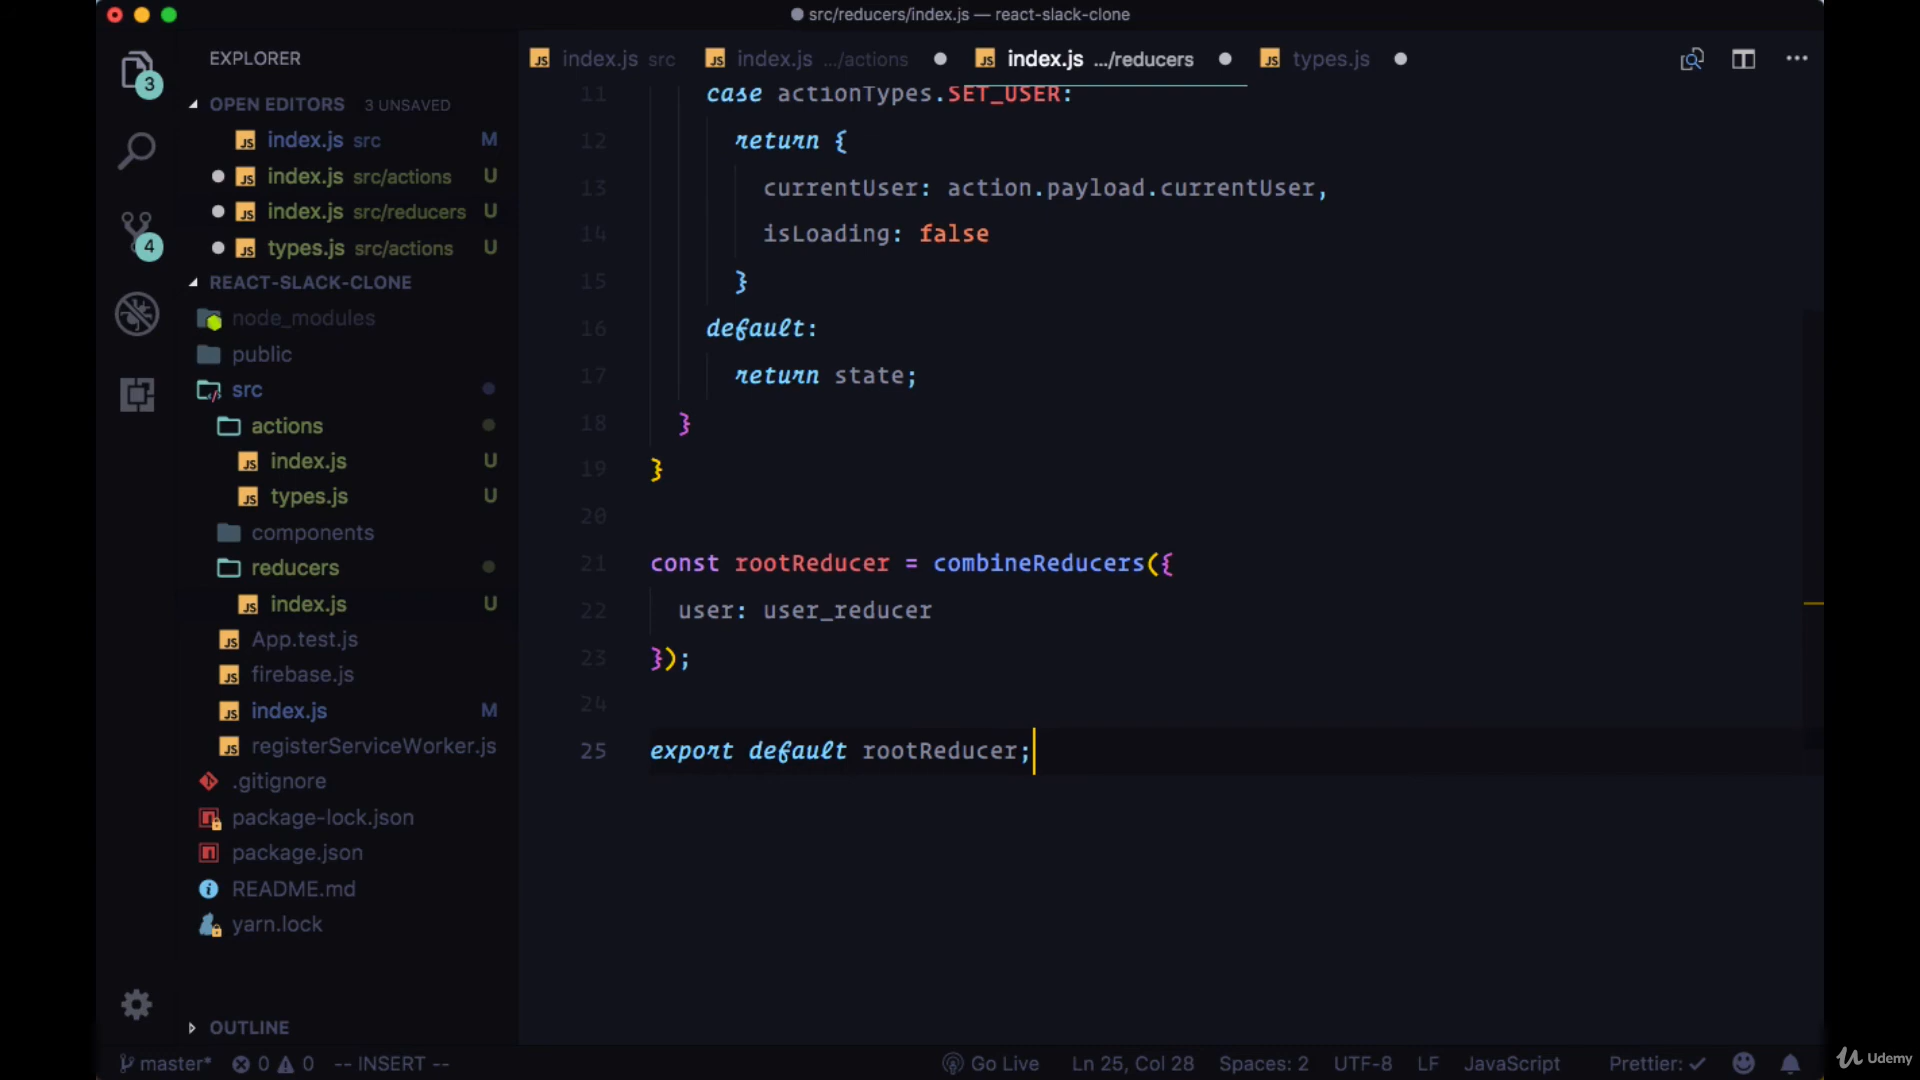 src/reducers/index.js — react-slack-clone
EXPLORER
index.js src
index.js .../actions
index.js .../reducers
types.js
3
OPEN EDITORS 3 UNSAVED
index.js src M
index.js src/actions U
index.js src/reducers U
types.js src/actions U
4
REACT-SLACK-CLONE
node_modules
public
src
actions
index.js U
types.js U
components
reducers
index.js U
App.test.js
firebase.js
index.js M
registerServiceWorker.js
.gitignore
package-lock.json
package.json
README.md
yarn.lock
OUTLINE
11 case actionTypes.SET_USER:
12 return {
13 currentUser: action.payload.currentUser,
14 isLoading: false
15 }
16 default:
17 return state;
18 }
19 }
20
21 const rootReducer = combineReducers({
22 user: user_reducer
23 });
24
25 export default rootReducer;
master* 0 0 -- INSERT -- Go Live Ln 25, Col 28 Spaces: 2 UTF-8 LF JavaScript Prettier: ✓
Udemy